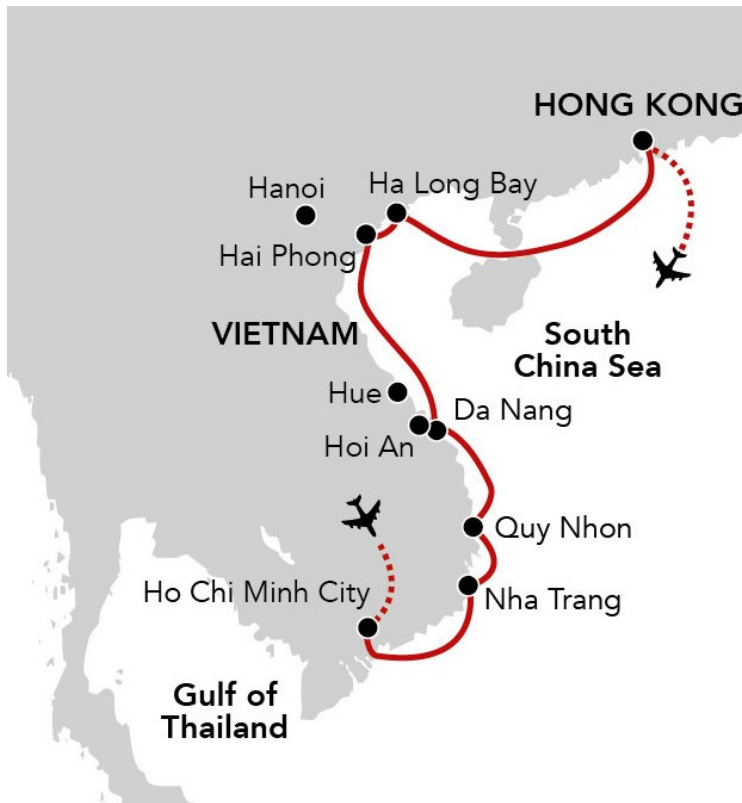 HONG KONG
Ha Long Bay
Hanoi
Hai Phong
VIETNAM
South
China Sea
Hue
Da Nang
Hoi An
Quy Nhon
Ho Chi Minh City
Nha Trang
Gulf of
Thailand